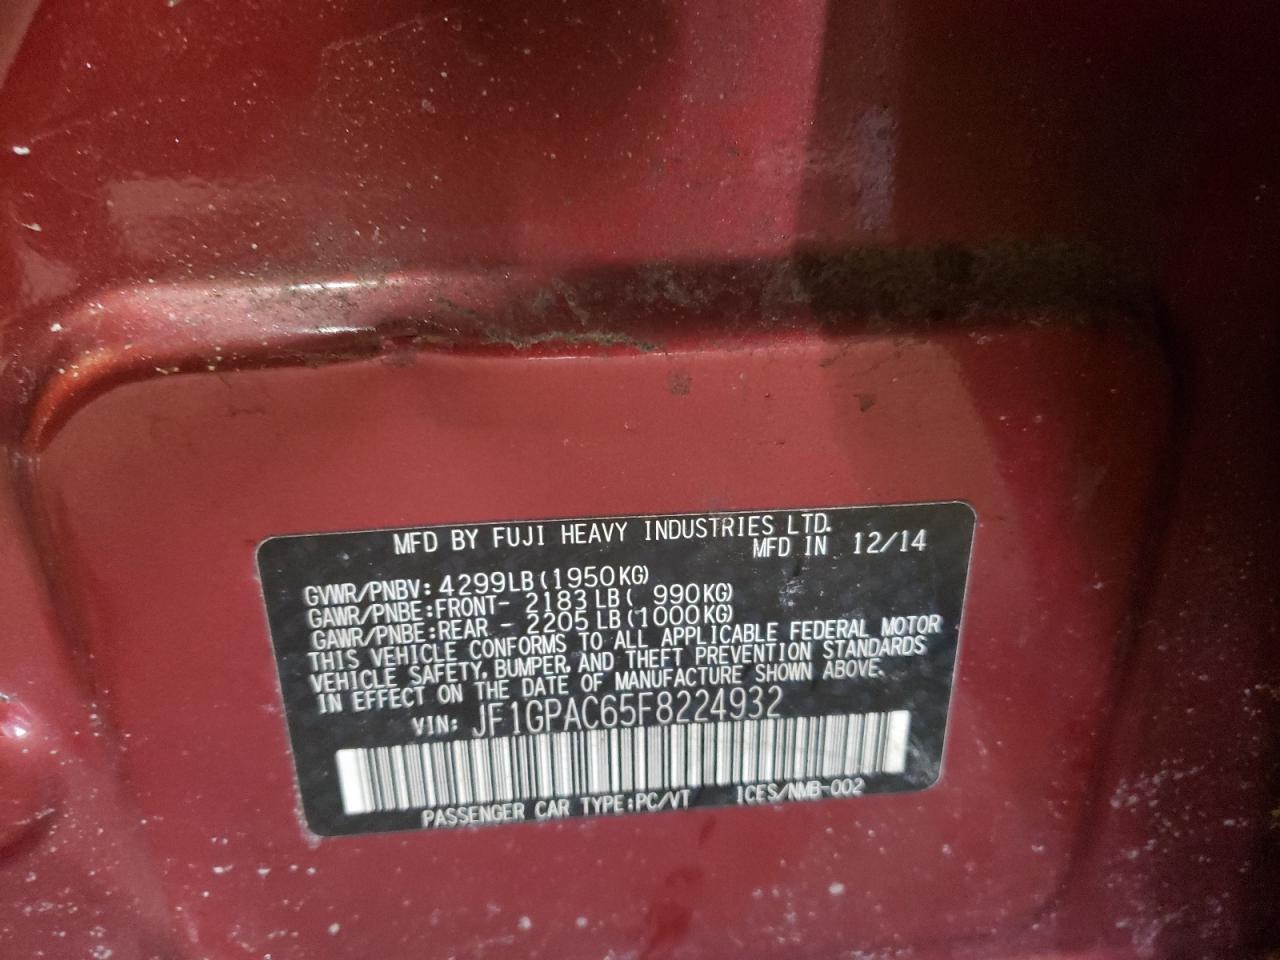 MFD BY FUJI HEAVY INDUSTRIES LTD.
MFD IN 12/14
GVWR/PNBV: 4299LB(1950KG)
GAWR/PNBE:FRONT- 2183LB( 990KG)
GAWR/PNBE:REAR - 2205LB(1000KG)
THIS VEHICLE CONFORMS TO ALL APPLICABLE FEDERAL MOTOR
VEHICLE SAFETY, BUMPER, AND THEFT PREVENTION STANDARDS
IN EFFECT ON THE DATE OF MANUFACTURE SHOWN ABOVE.
VIN: JF1GPAC65F8224932
PASSENGER CAR TYPE:PC/VT ICES/NMB-002